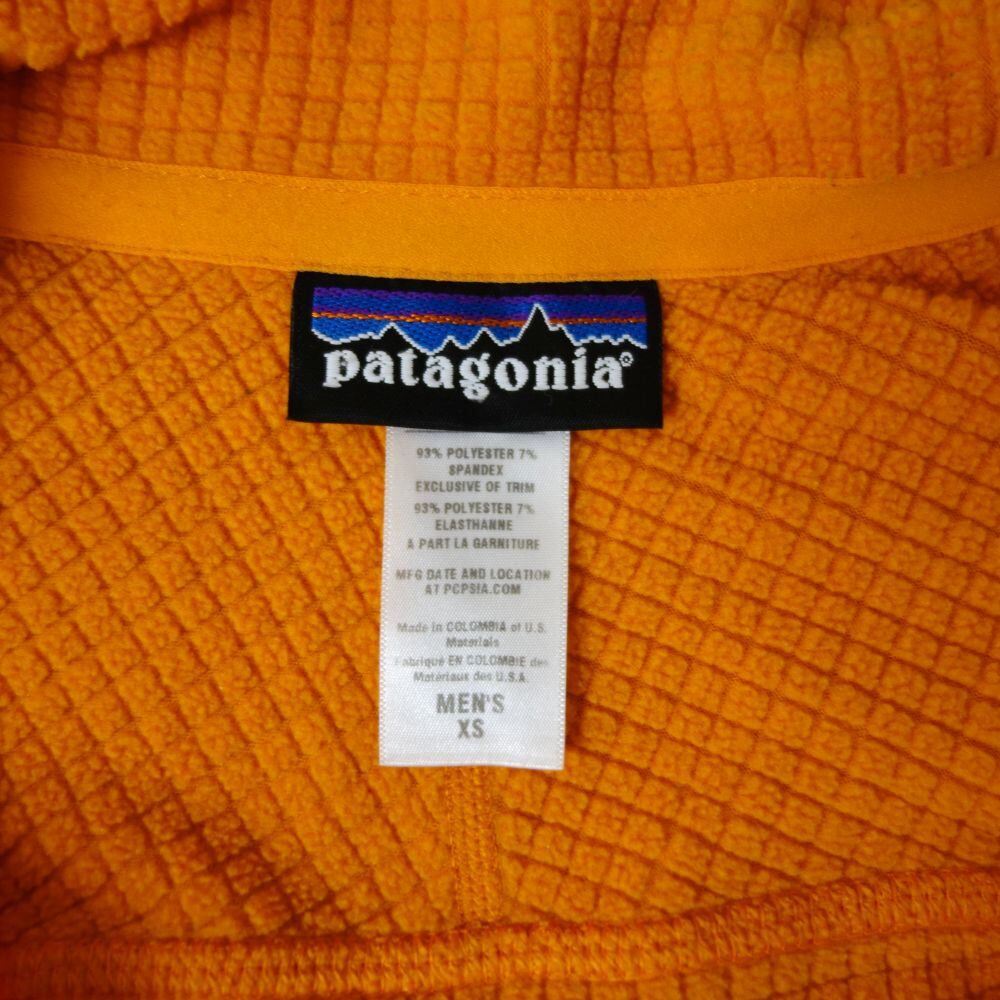 patagonia®
93% POLYESTER 7%
SPANDEX
EXCLUSIVE OF TRIM
93% POLYESTER 7%
ELASTHANNE
A PART LA GARNITURE
MFG DATE AND LOCATION
AT PCPSIA.COM
Made in COLOMBIA of U.S.
Materials
Fabriqué EN COLOMBIE des
Matériaux des U.S.A.
MEN'S
XS